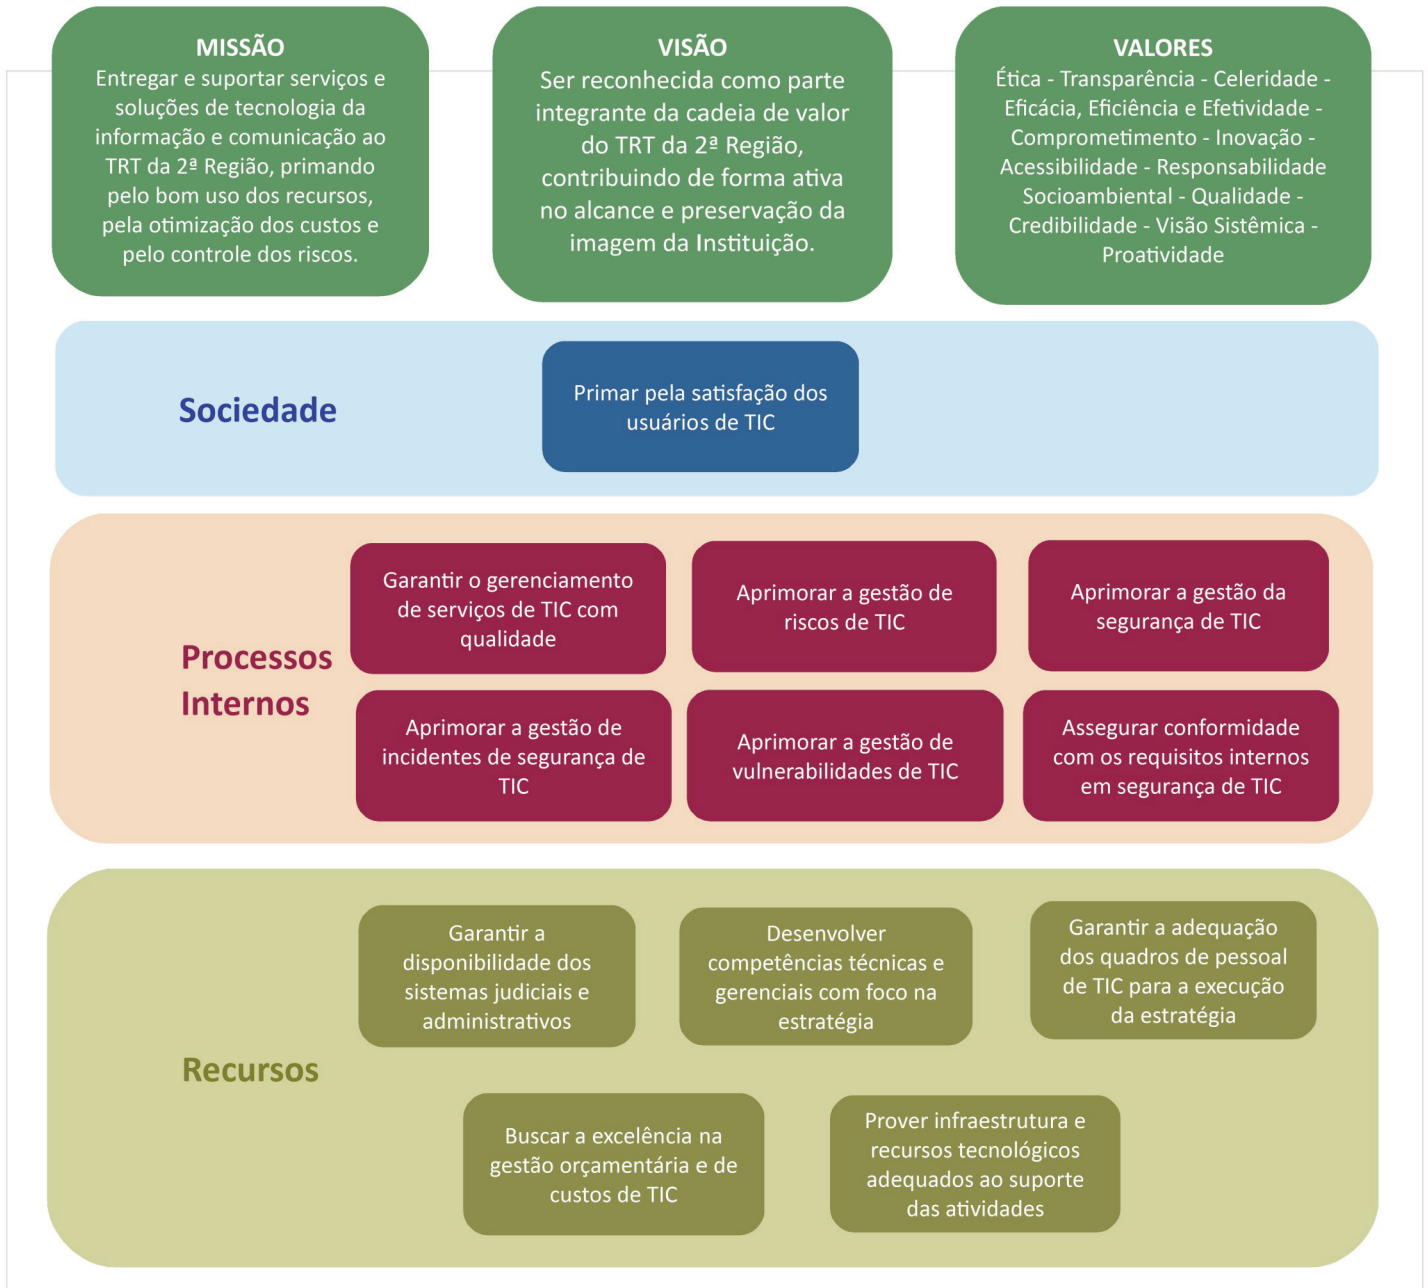 MISSÃO
Entregar e suportar serviços e
soluções de tecnologia da
informação e comunicação ao
TRT da 2ª Região, primando
pelo bom uso dos recursos,
pela otimização dos custos e
pelo controle dos riscos.
VISÃO
Ser reconhecida como parte
integrante da cadeia de valor
do TRT da 2ª Região,
contribuindo de forma ativa
no alcance e preservação da
imagem da Instituição.
VALORES
Ética - Transparência - Celeridade -
Eficácia, Eficiência e Efetividade -
Comprometimento - Inovação -
Acessibilidade - Responsabilidade
Socioambiental - Qualidade -
Credibilidade - Visão Sistêmica -
Proatividade
Sociedade
Primar pela satisfação dos
usuários de TIC
Processos
Internos
Garantir o gerenciamento
de serviços de TIC com
qualidade
Aprimorar a gestão de
riscos de TIC
Aprimorar a gestão da
segurança de TIC
Aprimorar a gestão de
incidentes de segurança de
TIC
Aprimorar a gestão de
vulnerabilidades de TIC
Assegurar conformidade
com os requisitos internos
em segurança de TIC
Recursos
Garantir a
disponibilidade dos
sistemas judiciais e
administrativos
Desenvolver
competências técnicas e
gerenciais com foco na
estratégia
Garantir a adequação
dos quadros de pessoal
de TIC para a execução
da estratégia
Buscar a excelência na
gestão orçamentária e de
custos de TIC
Prover infraestrutura e
recursos tecnológicos
adequados ao suporte
das atividades